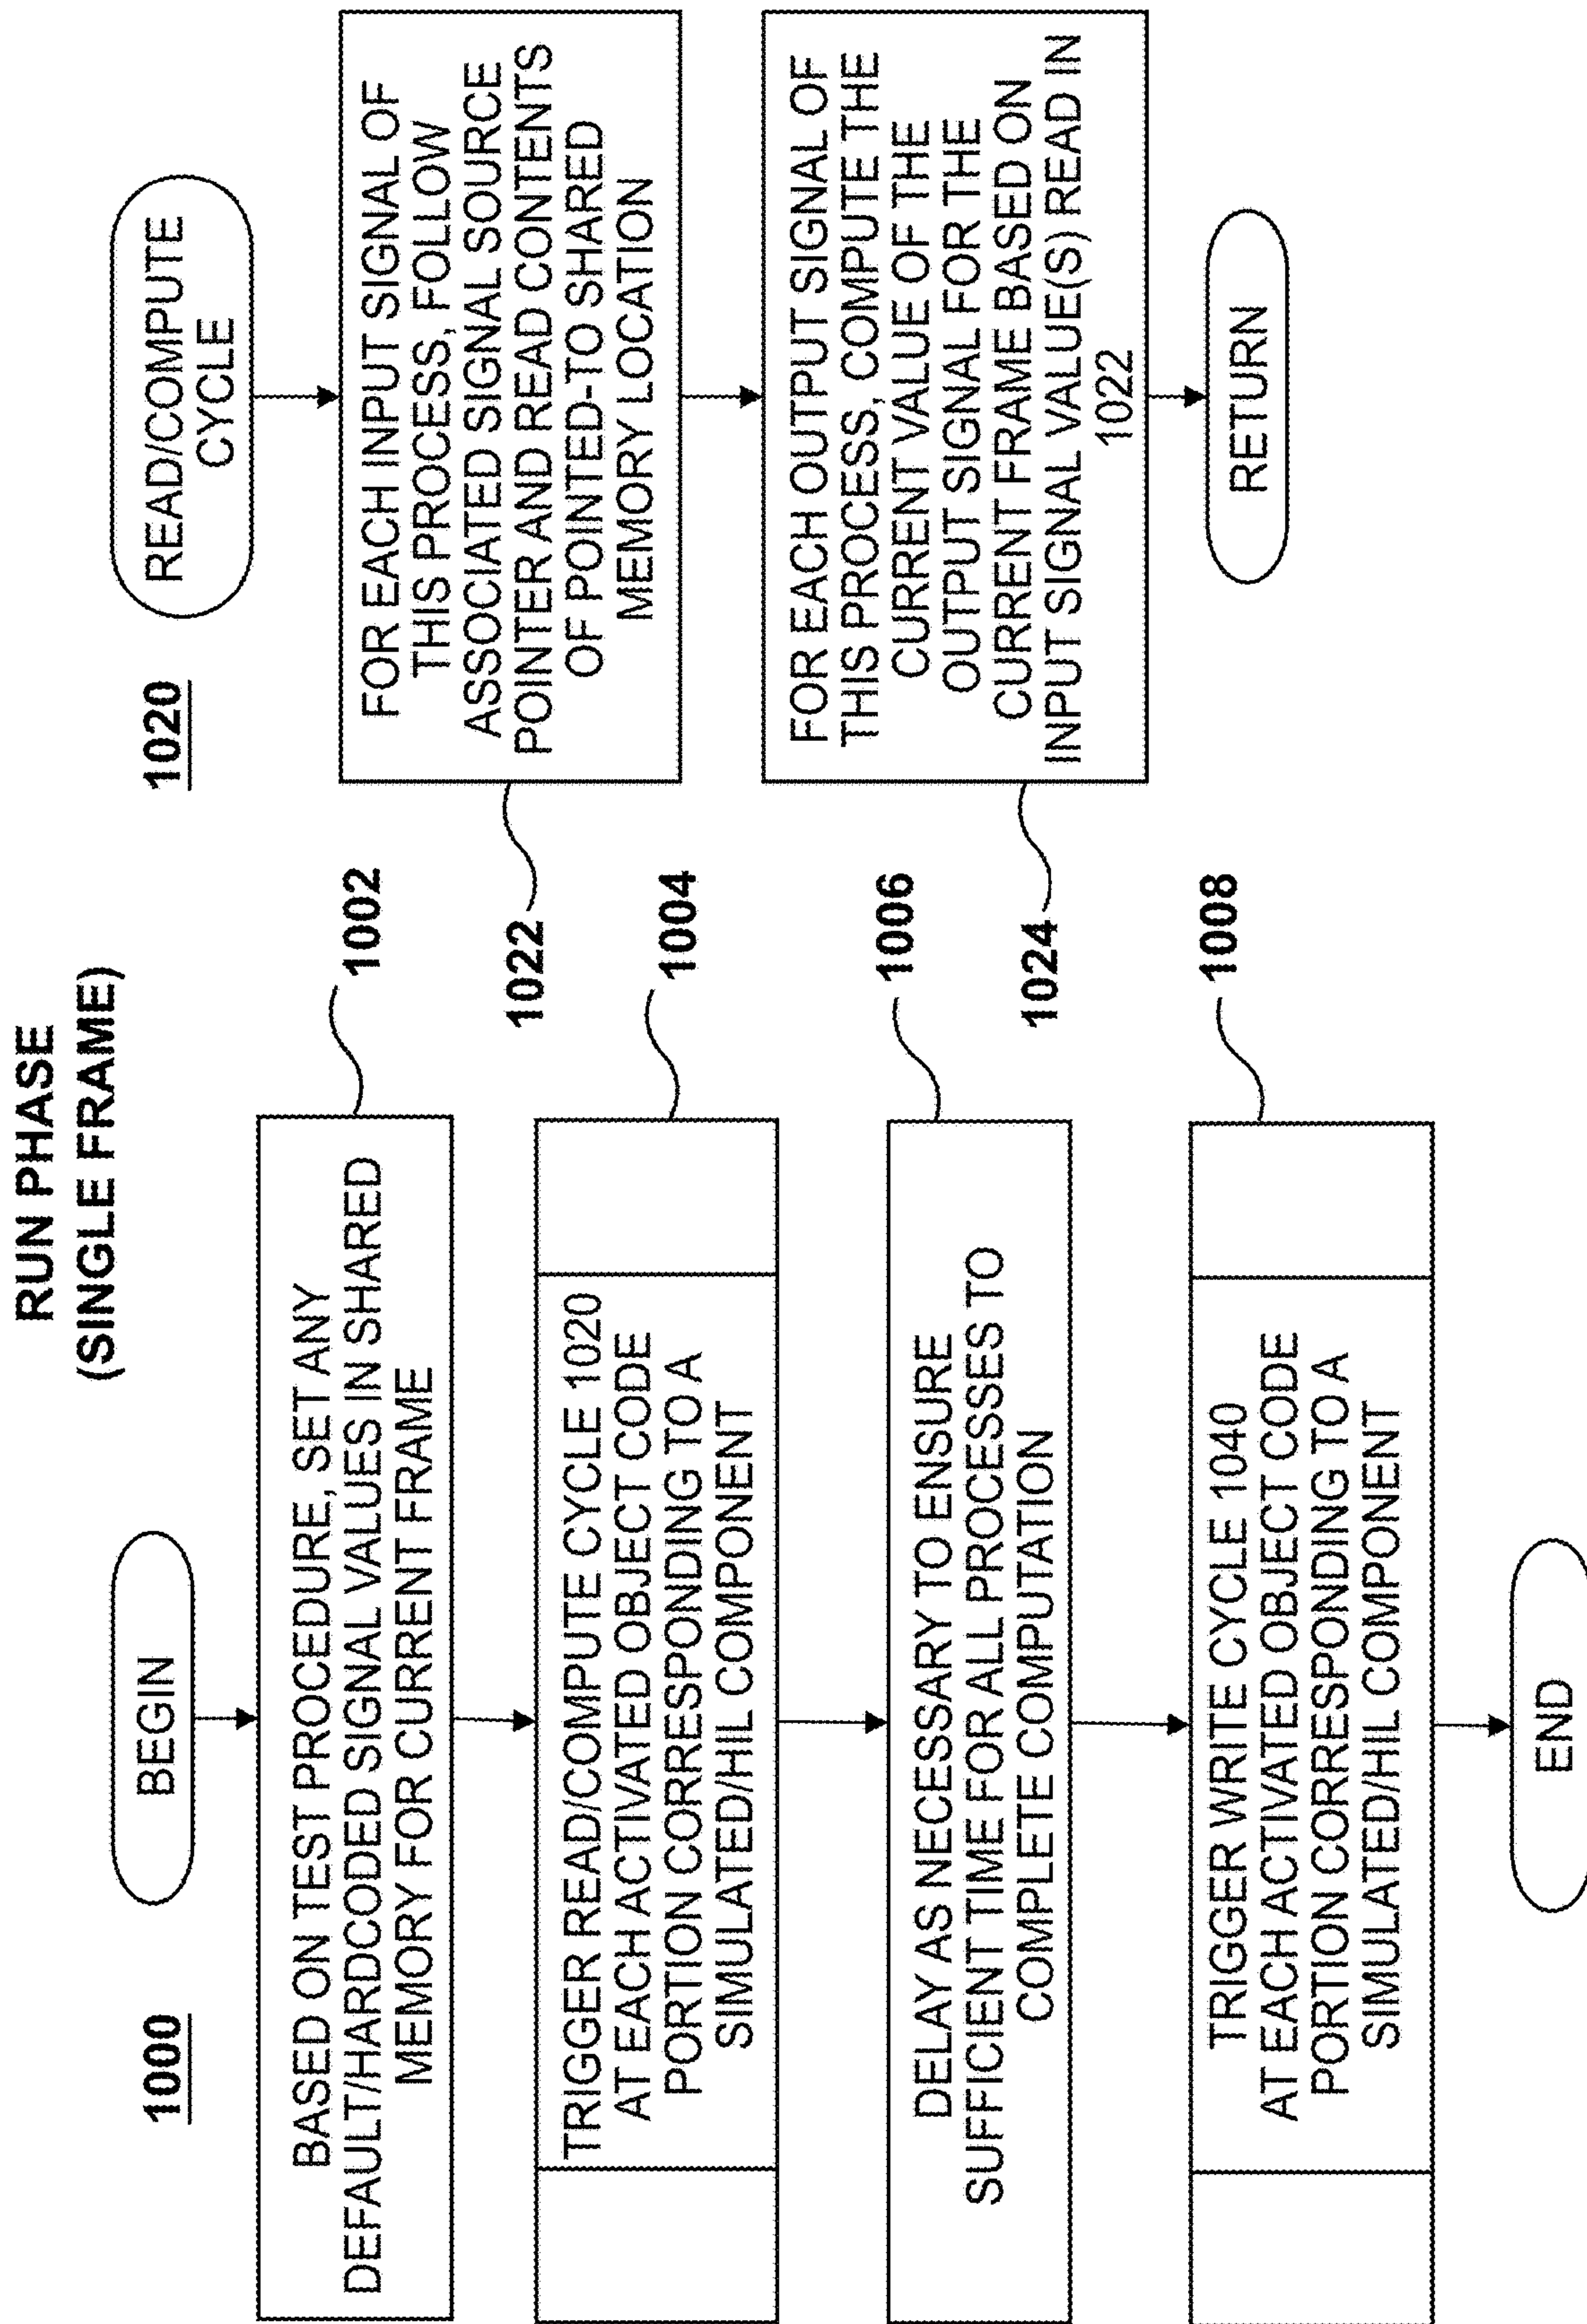 RUN PHASE
(SINGLE FRAME)
1000
BEGIN
BASED ON TEST PROCEDURE, SET ANY
DEFAULT/HARDCODED SIGNAL VALUES IN SHARED
MEMORY FOR CURRENT FRAME
1002
TRIGGER READ/COMPUTE CYCLE 1020
AT EACH ACTIVATED OBJECT CODE
PORTION CORRESPONDING TO A
SIMULATED/HIL COMPONENT
1004
DELAY AS NECESSARY TO ENSURE
SUFFICIENT TIME FOR ALL PROCESSES TO
COMPLETE COMPUTATION
1006
TRIGGER WRITE CYCLE 1040
AT EACH ACTIVATED OBJECT CODE
PORTION CORRESPONDING TO A
SIMULATED/HIL COMPONENT
1008
END
1020
READ/COMPUTE
CYCLE
FOR EACH INPUT SIGNAL OF
THIS PROCESS, FOLLOW
ASSOCIATED SIGNAL SOURCE
POINTER AND READ CONTENTS
OF POINTED-TO SHARED
MEMORY LOCATION
1022
FOR EACH OUTPUT SIGNAL OF
THIS PROCESS, COMPUTE THE
CURRENT VALUE OF THE
OUTPUT SIGNAL FOR THE
CURRENT FRAME BASED ON
INPUT SIGNAL VALUE(S) READ IN
1022
1024
RETURN